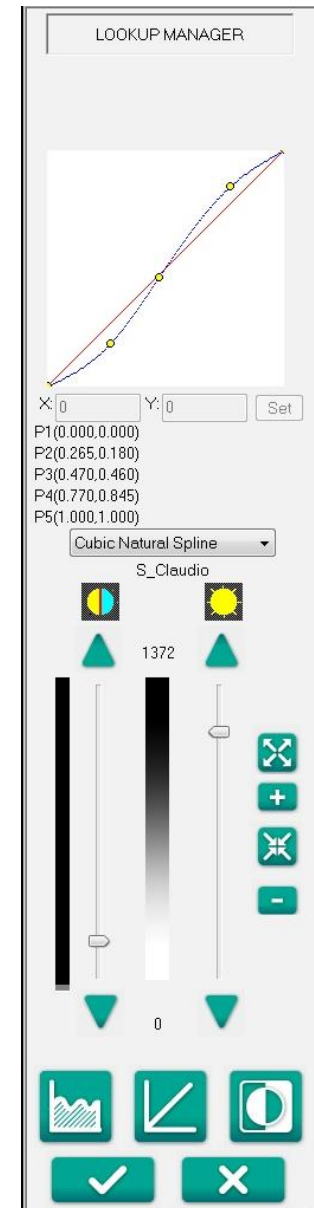 LOOKUP MANAGER
X: 0 Y: 0 Set
P1(0.000,0.000)
P2(0.265,0.180)
P3(0.470,0.460)
P4(0.770,0.845)
P5(1.000,1.000)
Cubic Natural Spline
S_Claudio
1372
0